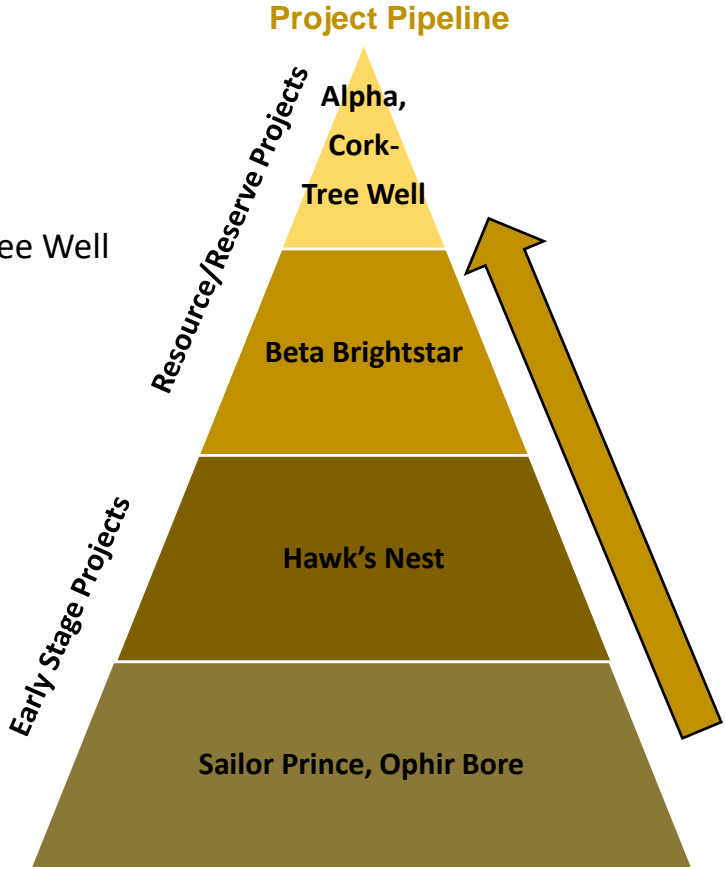 Project Pipeline
Resource/Reserve Projects
Alpha,
Cork-
Tree Well
ee Well
Beta Brightstar
Early Stage Projects
Hawk’s Nest
Sailor Prince, Ophir Bore